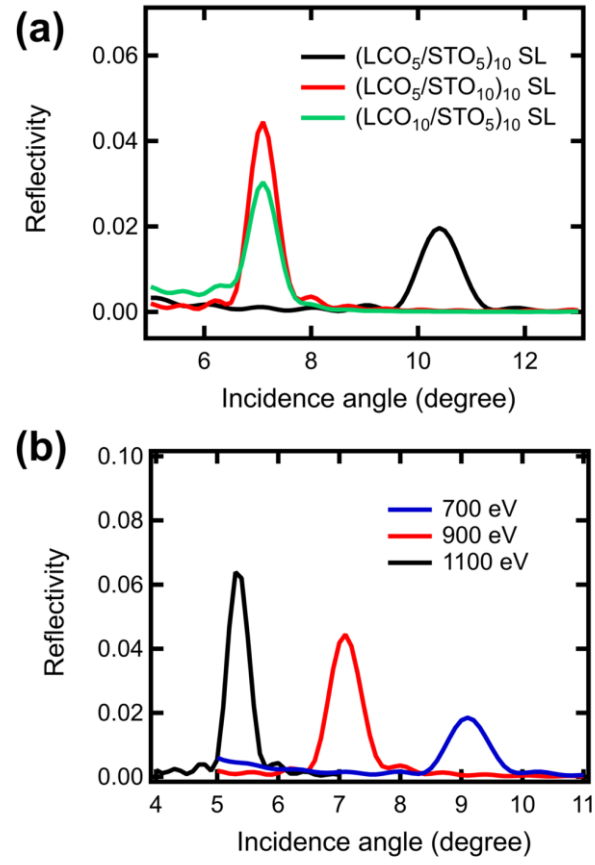 (a)
0.06
0.04
0.02
0.00
Reflectivity
(LCO₅/STO₅)₁₀ SL
(LCO₅/STO₁₀)₁₀ SL
(LCO₁₀/STO₅)₁₀ SL
6 8 10 12
Incidence angle (degree)
(b)
0.10
0.08
0.06
0.04
0.02
0.00
Reflectivity
700 eV
900 eV
1100 eV
4 5 6 7 8 9 10 11
Incidence angle (degree)